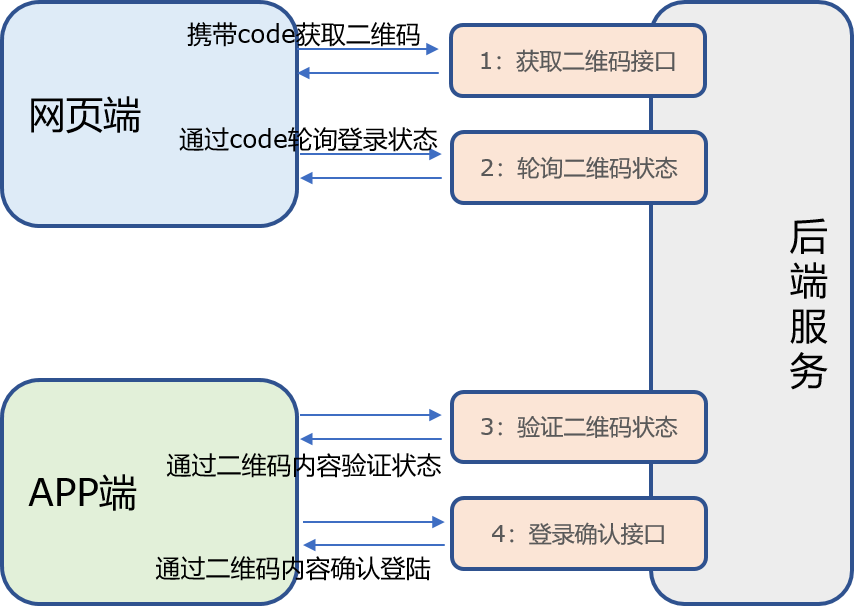 携带code获取二维码
1：获取二维码接口
网页端
通过code轮询登录状态
2：轮询二维码状态
后端服务
3：验证二维码状态
通过二维码内容验证状态
APP端
4：登录确认接口
通过二维码内容确认登陆